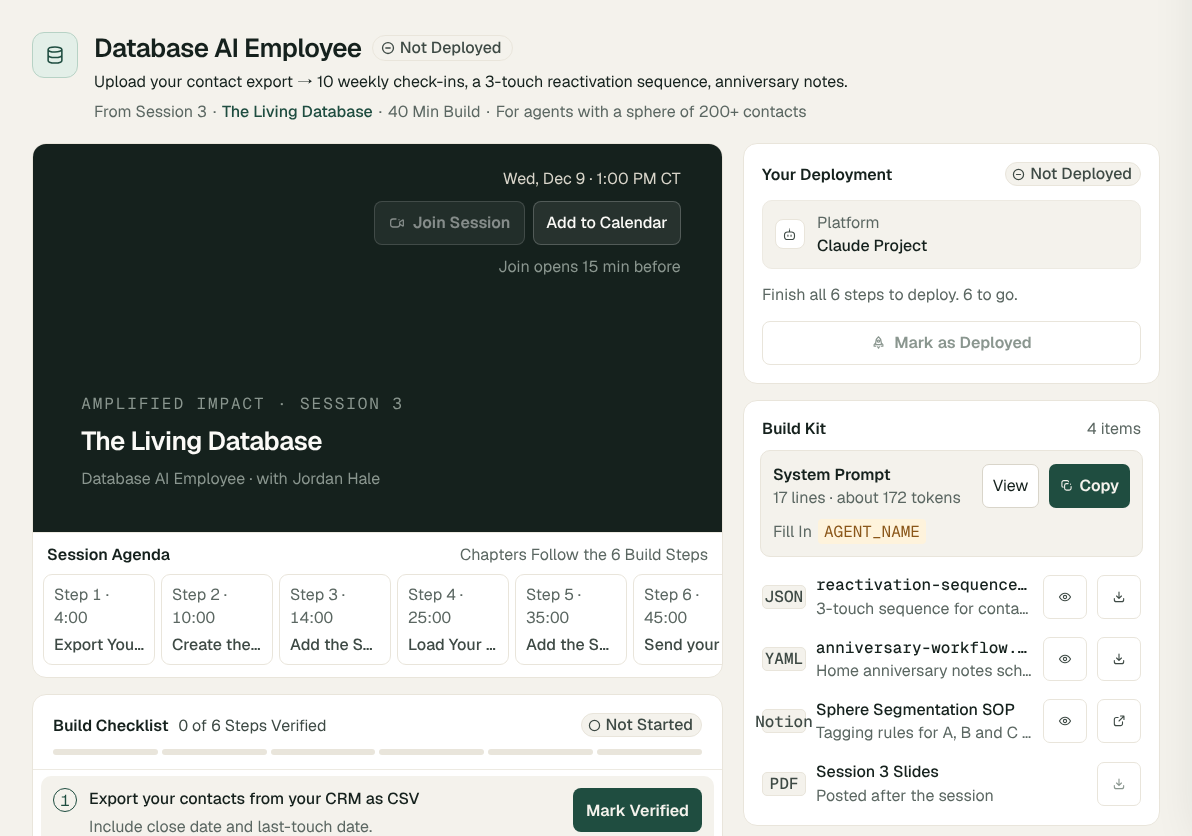 Database AI Employee
Not Deployed
Upload your contact export → 10 weekly check-ins, a 3-touch reactivation sequence, anniversary notes.
From Session 3 · The Living Database · 40 Min Build · For agents with a sphere of 200+ contacts
Wed, Dec 9 · 1:00 PM CT
Join Session
Add to Calendar
Join opens 15 min before
AMPLIFIED IMPACT · SESSION 3
The Living Database
Database AI Employee · with Jordan Hale
Session Agenda
Chapters Follow the 6 Build Steps
Step 1 ·
4:00
Export You...
Step 2 ·
10:00
Create the...
Step 3 ·
14:00
Add the S...
Step 4 ·
25:00
Load Your ...
Step 5 ·
35:00
Add the S...
Step 6 ·
45:00
Send your
Build Checklist
0 of 6 Steps Verified
Not Started
1
Export your contacts from your CRM as CSV
Include close date and last-touch date.
Mark Verified
Your Deployment
Not Deployed
Platform
Claude Project
Finish all 6 steps to deploy. 6 to go.
Mark as Deployed
Build Kit
4 items
System Prompt
17 lines · about 172 tokens
View
Copy
Fill In AGENT_NAME
JSON
reactivation-sequence...
3-touch sequence for conta...
YAML
anniversary-workflow....
Home anniversary notes sch...
Notion
Sphere Segmentation SOP
Tagging rules for A, B and C ...
PDF
Session 3 Slides
Posted after the session